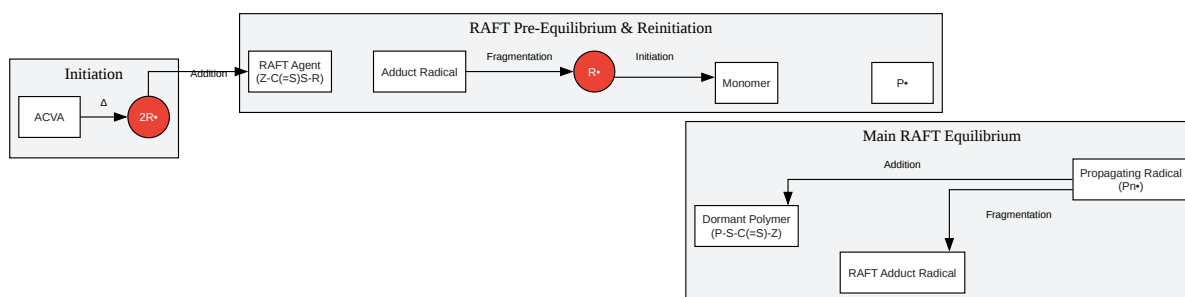 RAFT Pre-Equilibrium & Reinitiation
Initiation
ACVA
Δ
2R•
Addition
RAFT Agent
(Z-C(=S)S-R)
Adduct Radical
Fragmentation
R•
Initiation
Monomer
P•
Main RAFT Equilibrium
Addition
Propagating Radical
(Pn•)
Fragmentation
Dormant Polymer
(P-S-C(=S)-Z)
RAFT Adduct Radical